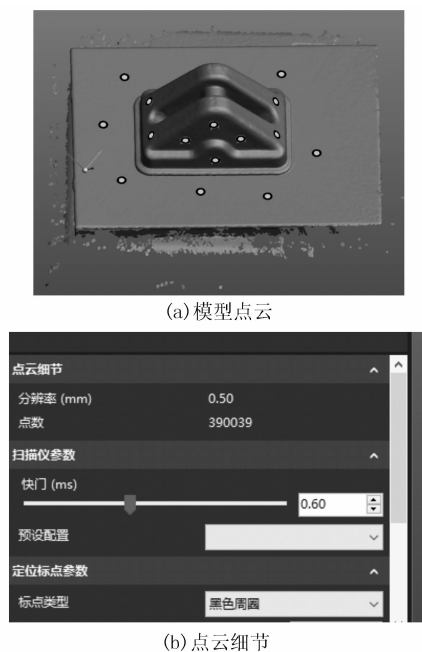 (a)模型点云
点云细节
分辨率 (mm) 0.50
点数 390039
扫描仪参数
快门 (ms)
0.60
预设配置
定位标点参数
标点类型 黑色周圆
(b)点云细节